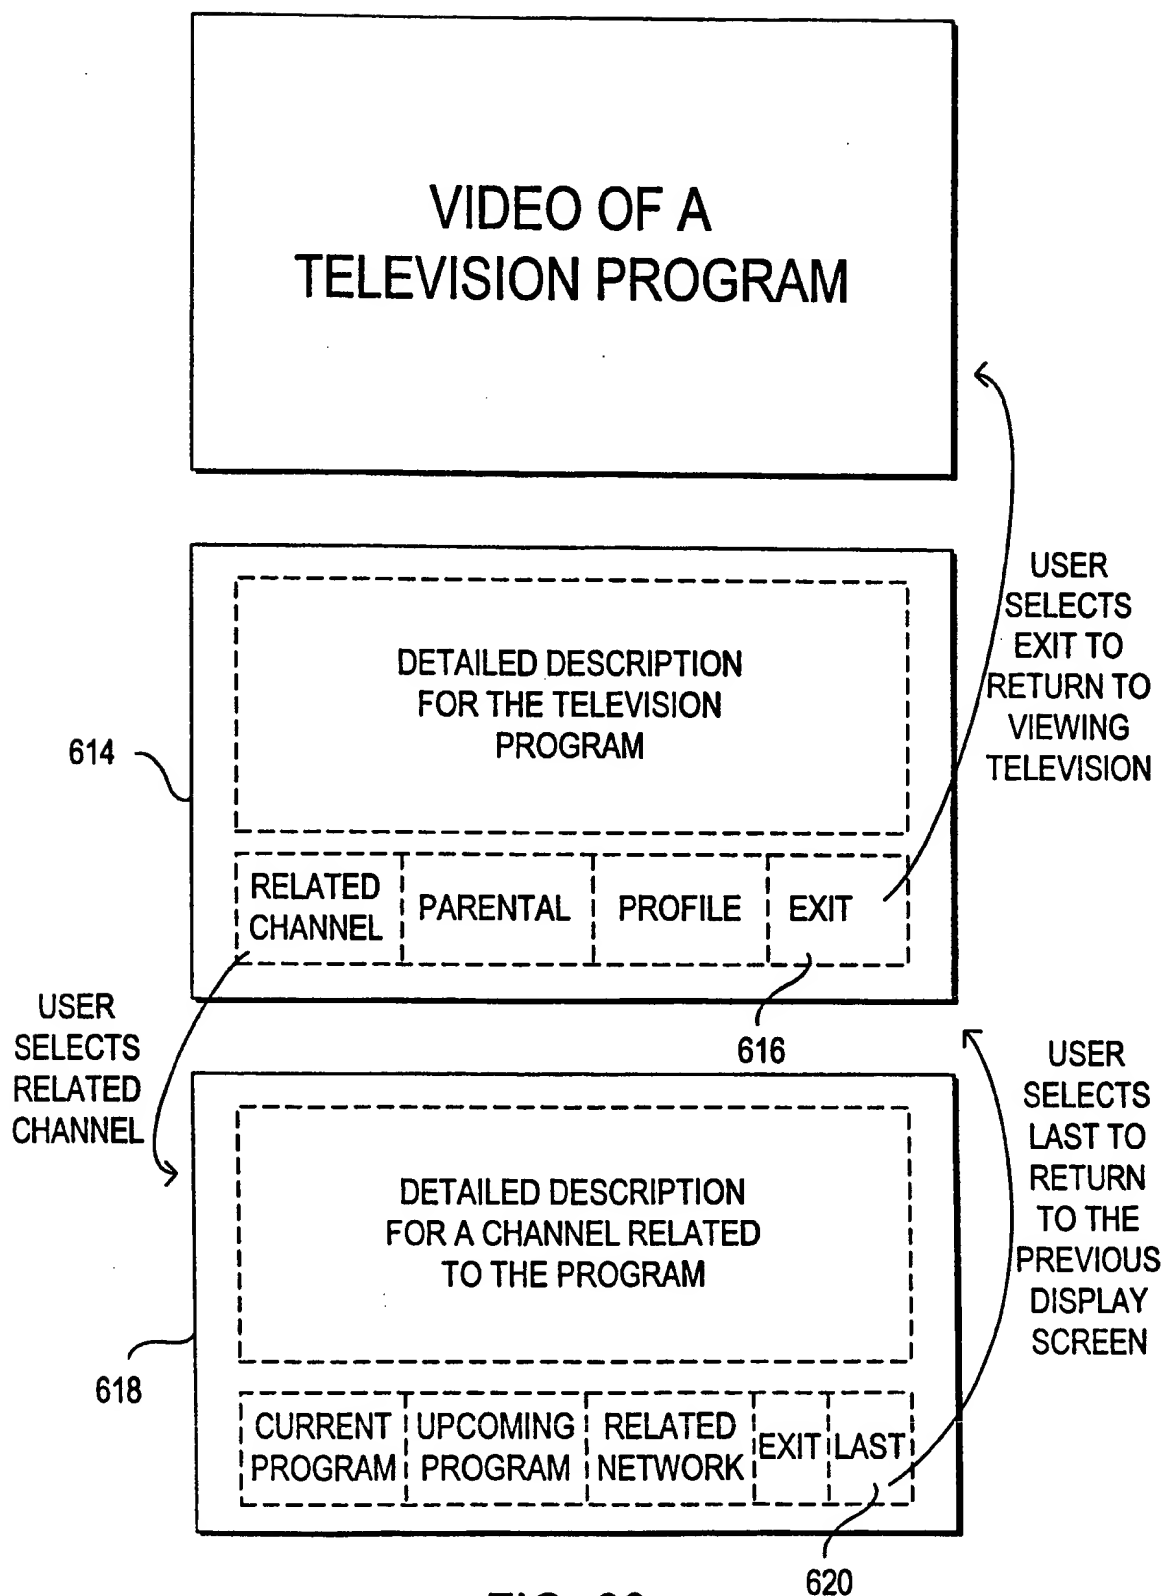 VIDEO OF A
TELEVISION PROGRAM
USER
SELECTS
EXIT TO
RETURN TO
VIEWING
TELEVISION
DETAILED DESCRIPTION
FOR THE TELEVISION
PROGRAM
614
RELATED
CHANNEL
PARENTAL
PROFILE
EXIT
616
USER
SELECTS
RELATED
CHANNEL
USER
SELECTS
LAST TO
RETURN
TO THE
PREVIOUS
DISPLAY
SCREEN
DETAILED DESCRIPTION
FOR A CHANNEL RELATED
TO THE PROGRAM
618
CURRENT
PROGRAM
UPCOMING
PROGRAM
RELATED
NETWORK
EXIT
LAST
620